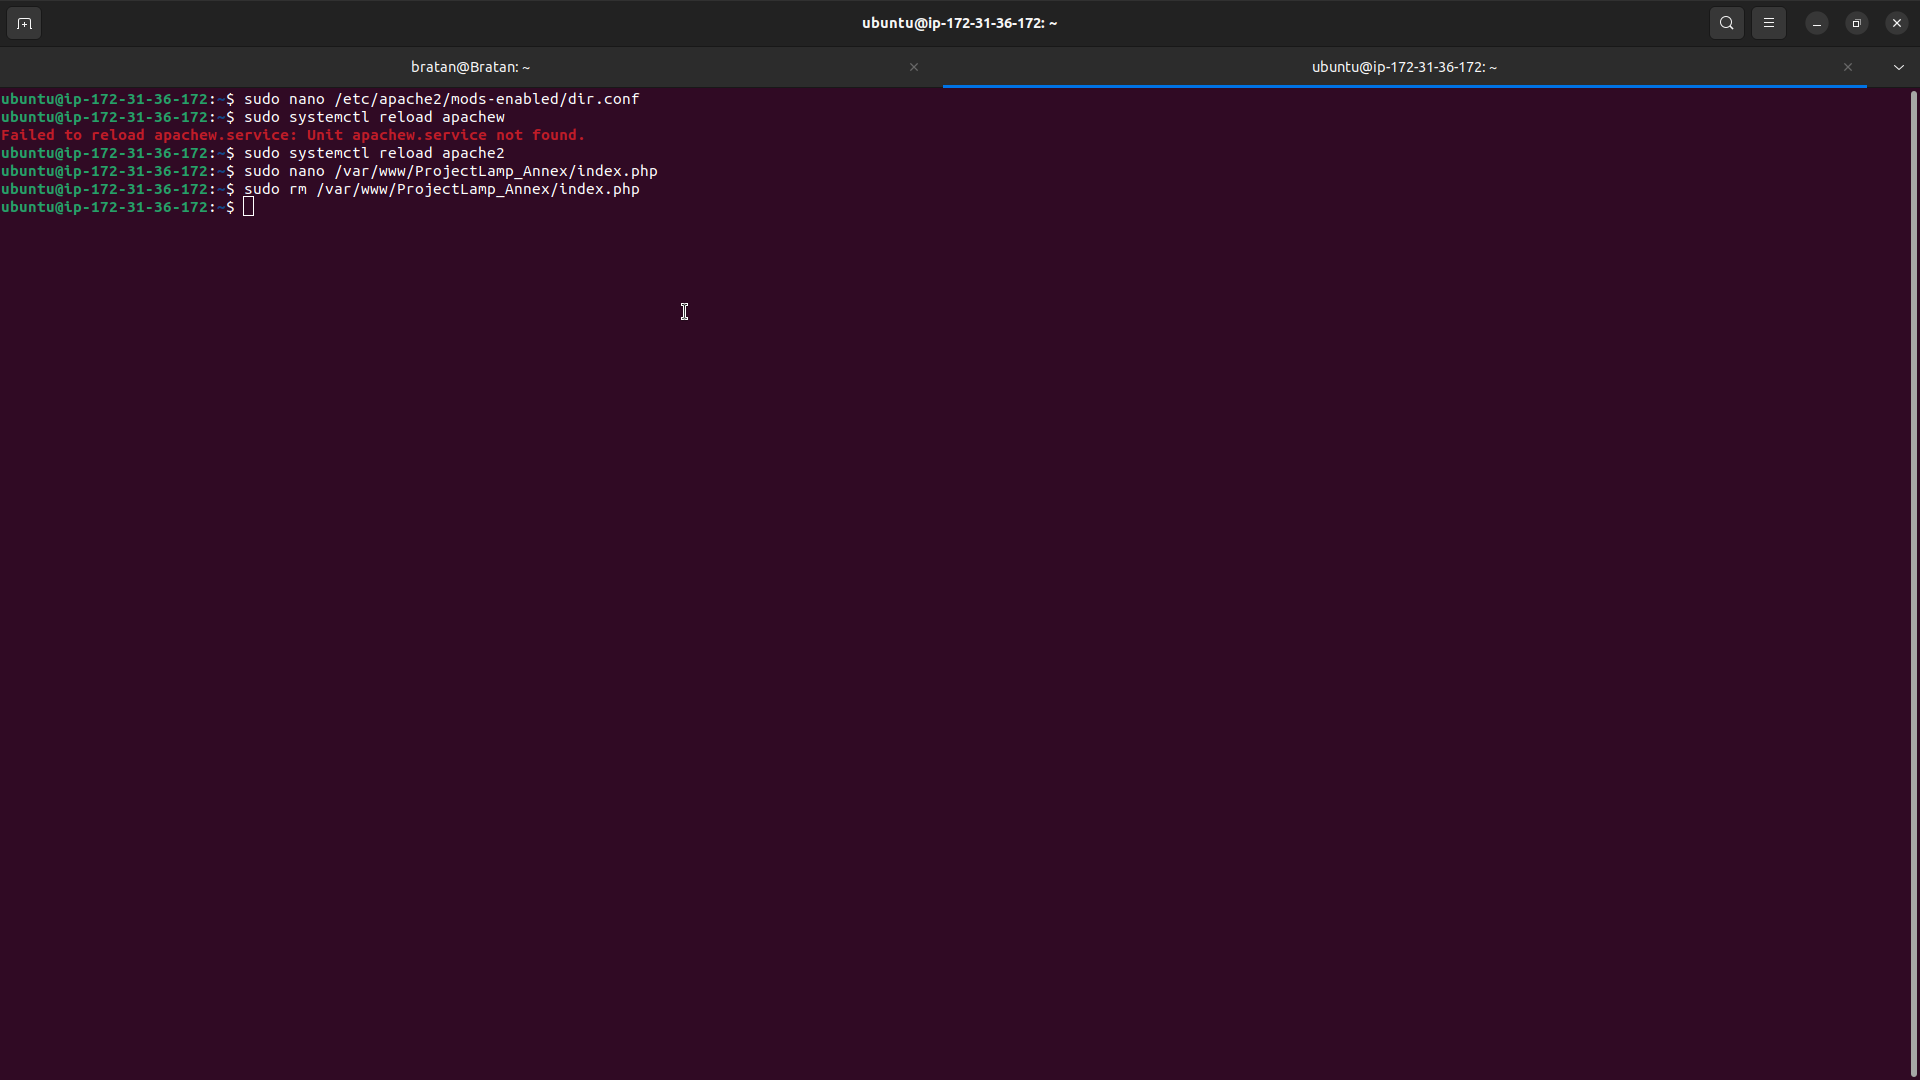 ubuntu@ip-172-31-36-172: ~
bratan@Bratan: ~
ubuntu@ip-172-31-36-172: ~
ubuntu@ip-172-31-36-172:~$ sudo nano /etc/apache2/mods-enabled/dir.conf
ubuntu@ip-172-31-36-172:~$ sudo systemctl reload apachew
Failed to reload apachew.service: Unit apachew.service not found.
ubuntu@ip-172-31-36-172:~$ sudo systemctl reload apache2
ubuntu@ip-172-31-36-172:~$ sudo nano /var/www/ProjectLamp_Annex/index.php
ubuntu@ip-172-31-36-172:~$ sudo rm /var/www/ProjectLamp_Annex/index.php
ubuntu@ip-172-31-36-172:~$